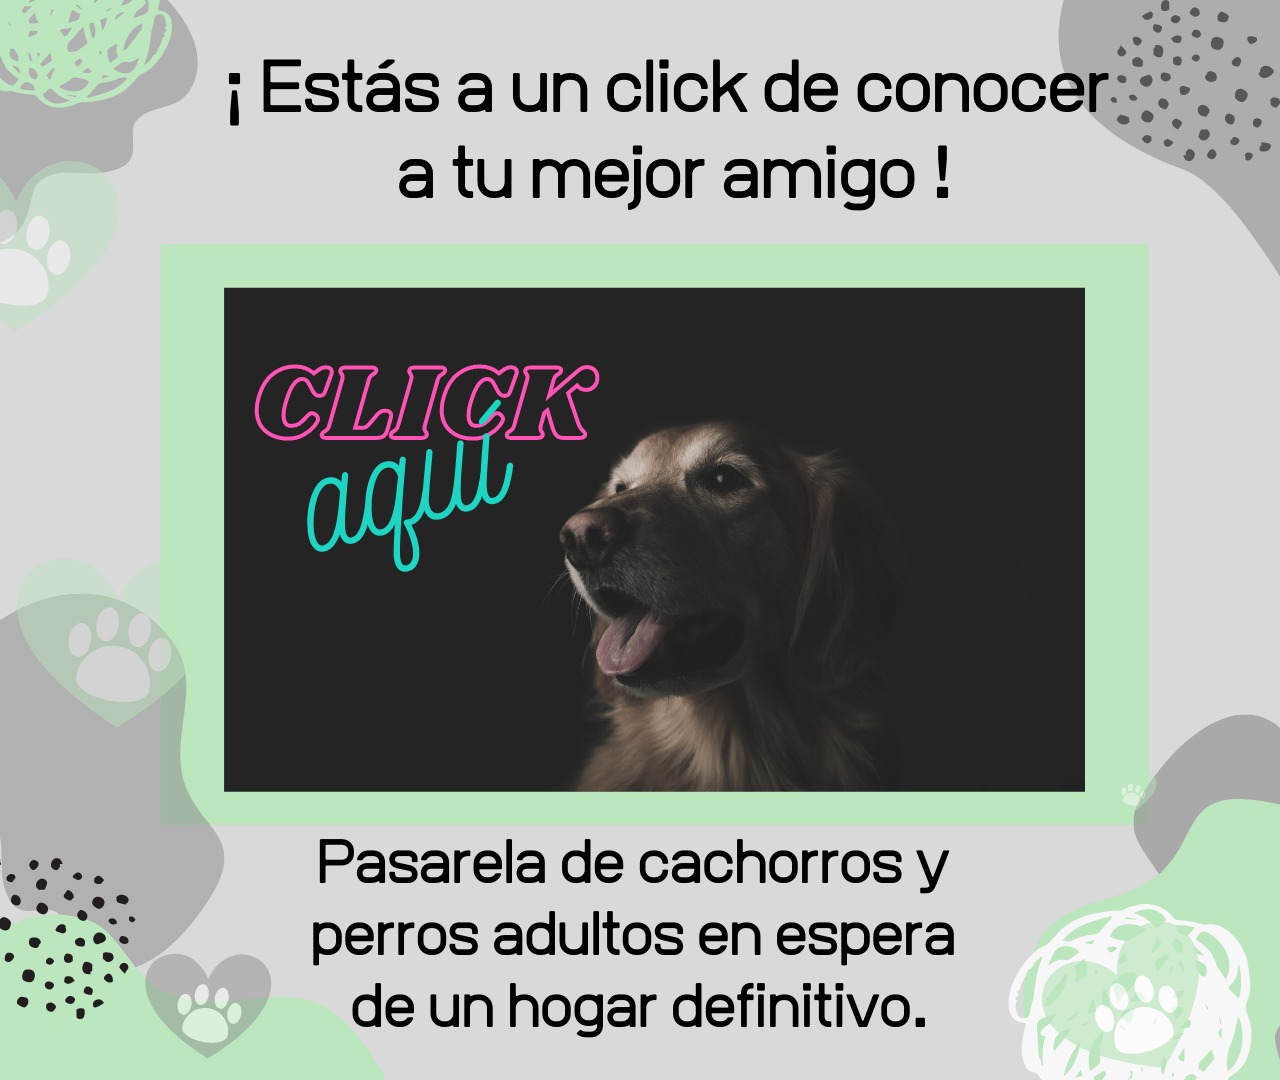 ¡ Estás a un click de conocer
a tu mejor amigo !
CLICK
aquí
Pasarela de cachorros y
perros adultos en espera
de un hogar definitivo.